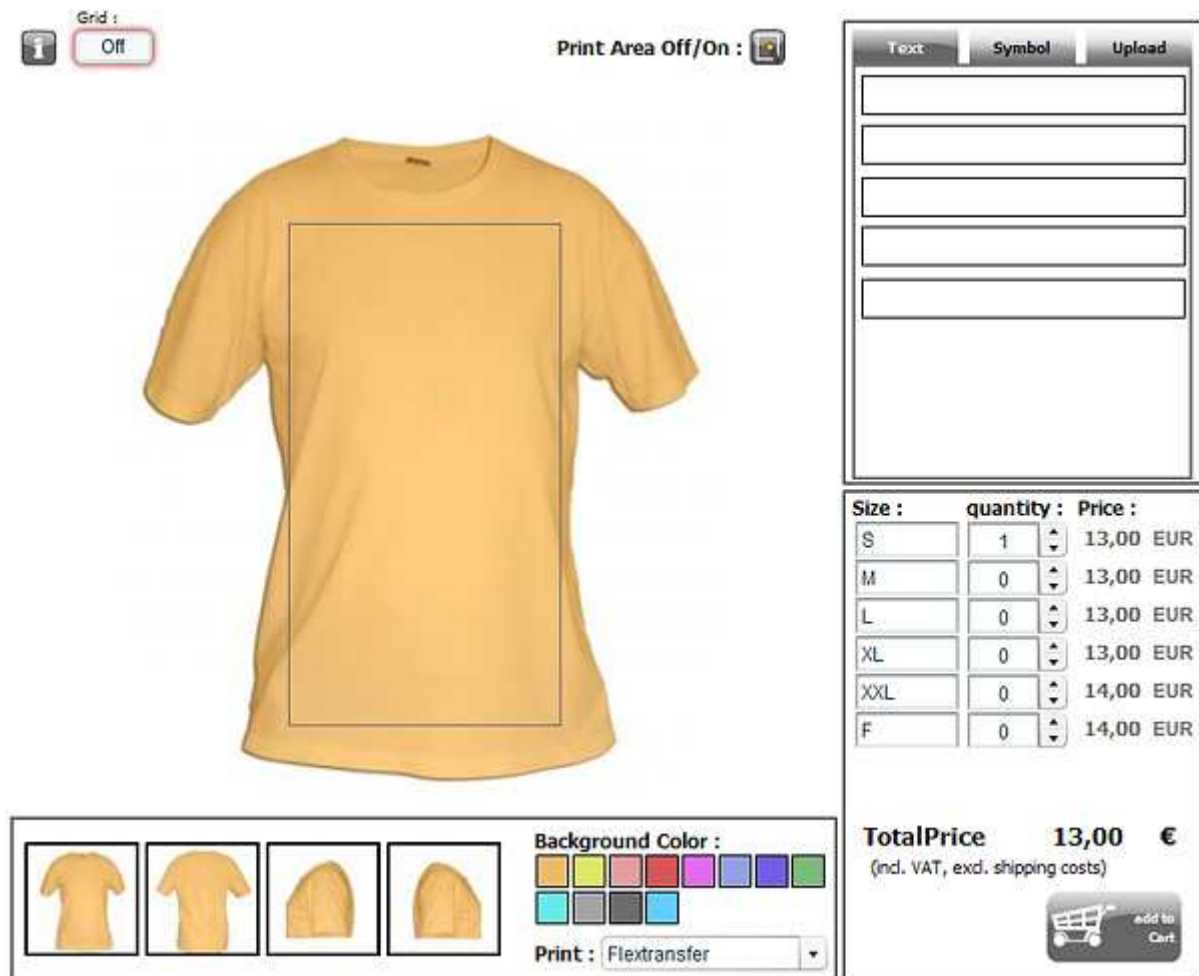 Grid :
Off
Print Area Off/On :
Text Symbol Upload
Size : quantity : Price :
S 1 13,00 EUR
M 0 13,00 EUR
L 0 13,00 EUR
XL 0 13,00 EUR
XXL 0 14,00 EUR
F 0 14,00 EUR
TotalPrice 13,00 €
(incl. VAT, excl. shipping costs)
add to
Cart
Background Color :
Print : Flextransfer